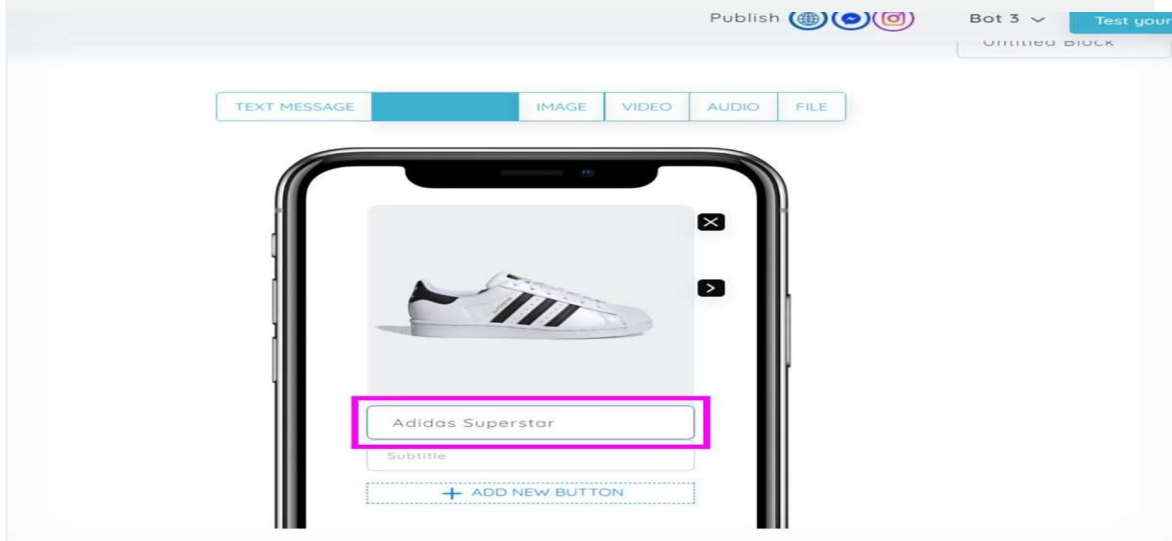 Publish
Bot 3
Test your
Untitled Block
TEXT MESSAGE
IMAGE
VIDEO
AUDIO
FILE
Adidas Superstar
Subtitle
+ ADD NEW BUTTON